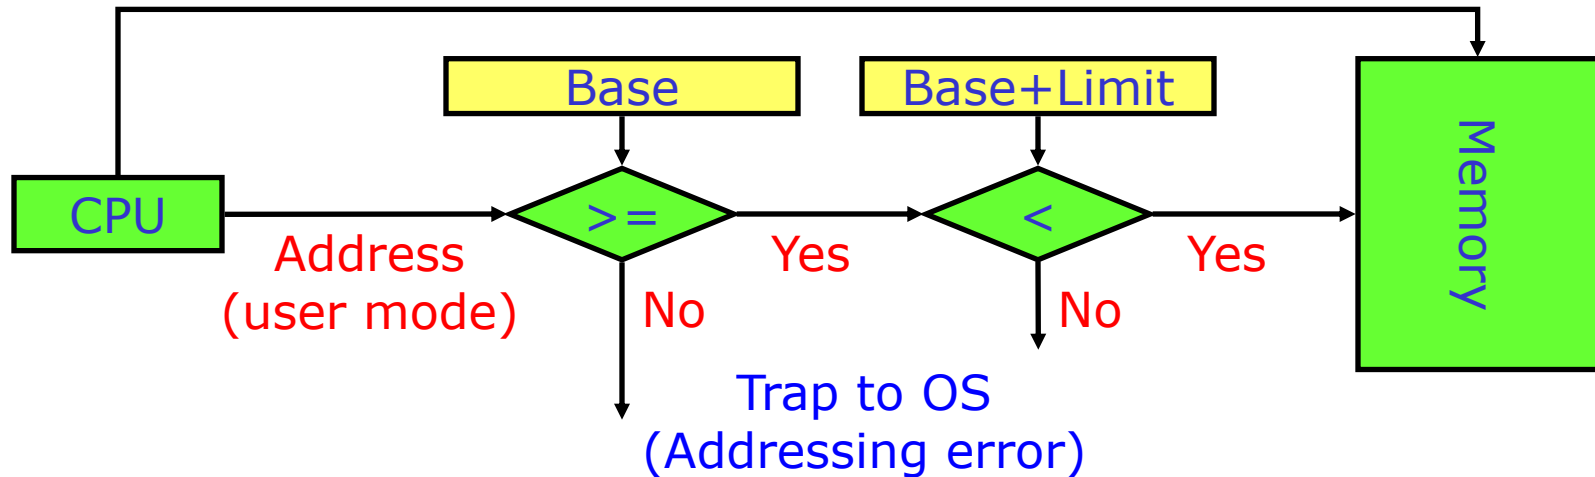 Base
Base+Limit
CPU
>=
<
Memory
Address
(user mode)
Yes
Yes
No
No
Trap to OS
(Addressing error)